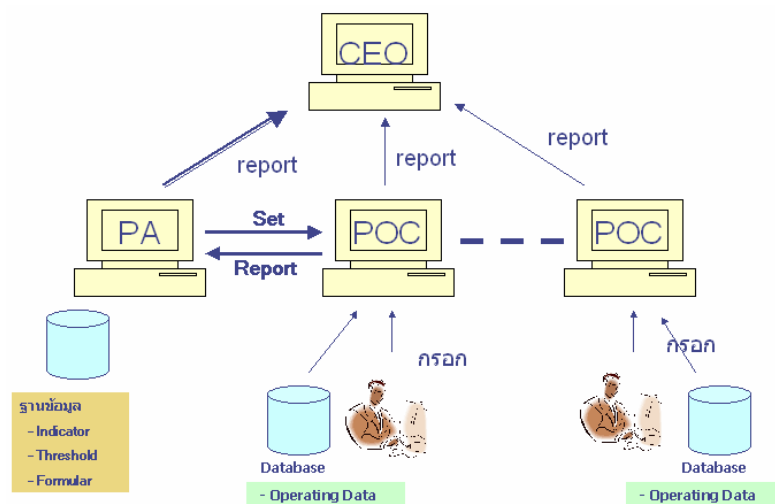 CEO
report
report
report
PA
Set
Report
POC
POC
กรอก
กรอก
ฐานข้อมูล
- Indicator
- Threshold
- Formular
Database
- Operating Data
Database
- Operating Data